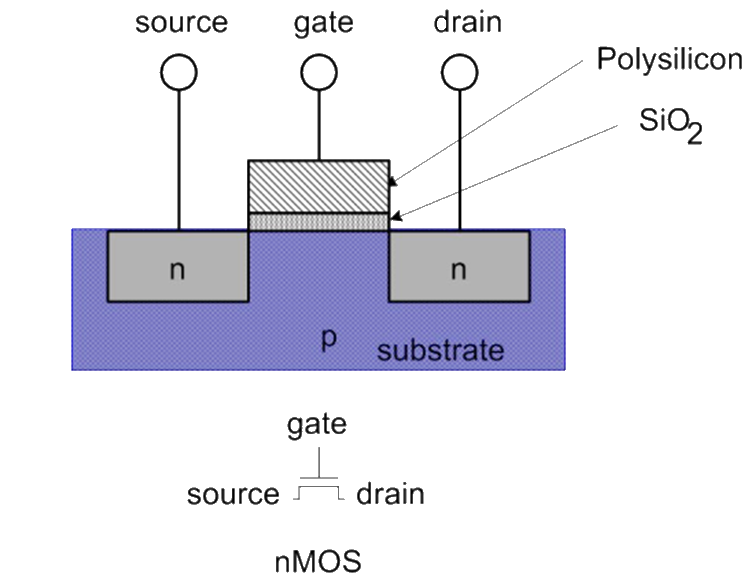 source gate drain
Polysilicon
SiO2
n n
p substrate
gate
source drain
nMOS